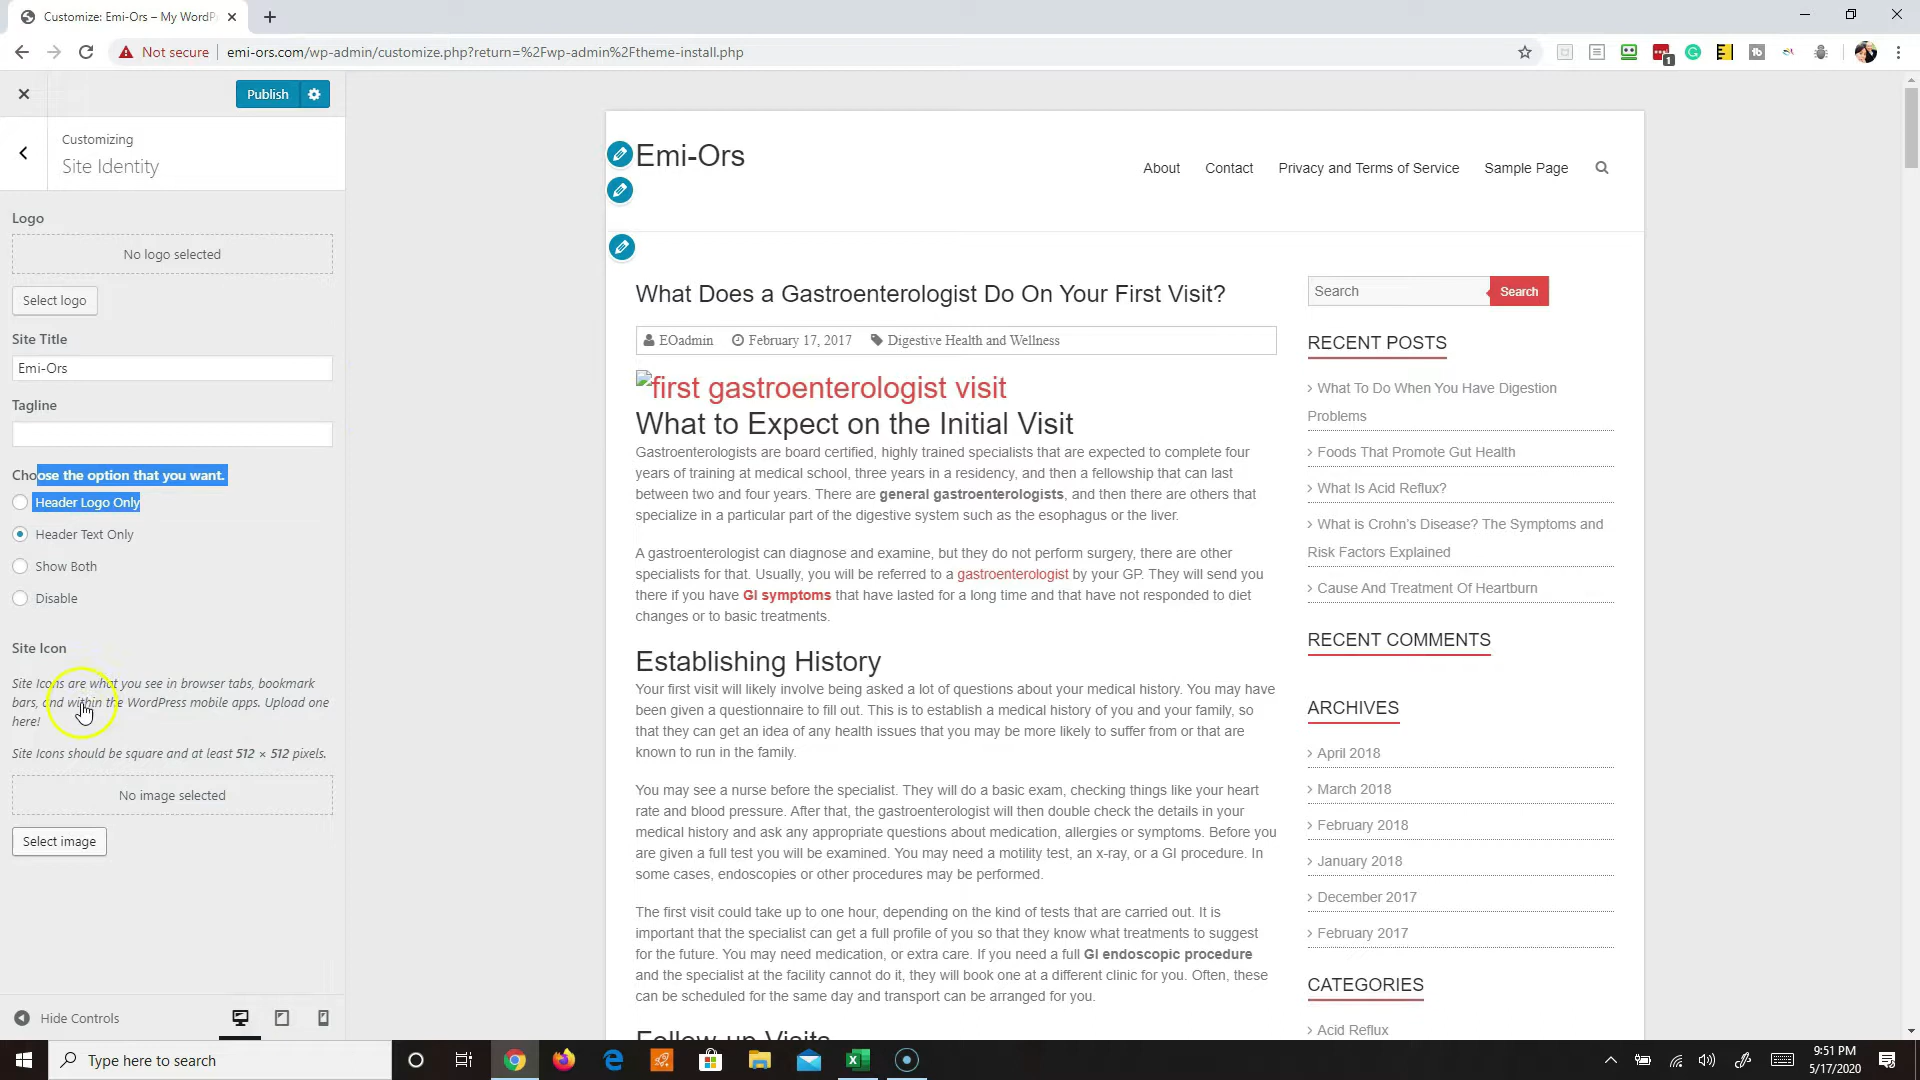 Customize: Emi-Ors – My WordP
Not secure
emi-ors.com/wp-admin/customize.php?return=%2Fwp-admin%2Ftheme-install.php
Publish
Customizing
Site Identity
Logo
No logo selected
Select logo
Site Title
Emi-Ors
Tagline
Choose the option that you want.
Header Logo Only
Header Text Only
Show Both
Disable
Site Icon
Site Icons are what you see in browser tabs, bookmark
bars, and within the WordPress mobile apps. Upload one
here!
Site Icons should be square and at least 512 × 512 pixels.
No image selected
Select image
Hide Controls
Emi-Ors
About Contact Privacy and Terms of Service Sample Page
What Does a Gastroenterologist Do On Your First Visit?
EOadmin February 17, 2017 Digestive Health and Wellness
first gastroenterologist visit
What to Expect on the Initial Visit
Gastroenterologists are board certified, highly trained specialists that are expected to complete four
years of training at medical school, three years in a residency, and then a fellowship that can last
between two and four years. There are general gastroenterologists, and then there are others that
specialize in a particular part of the digestive system such as the esophagus or the liver.
A gastroenterologist can diagnose and examine, but they do not perform surgery, there are other
specialists for that. Usually, you will be referred to a gastroenterologist by your GP. They will send you
there if you have GI symptoms that have lasted for a long time and that have not responded to diet
changes or to basic treatments.
Establishing History
Your first visit will likely involve being asked a lot of questions about your medical history. You may have
been given a questionnaire to fill out. This is to establish a medical history of you and your family, so
that they can get an idea of any health issues that you may be more likely to suffer from or that are
known to run in the family.
You may see a nurse before the specialist. They will do a basic exam, checking things like your heart
rate and blood pressure. After that, the gastroenterologist will then double check the details in your
medical history and ask any appropriate questions about medication, allergies or symptoms. Before you
are given a full test you will be examined. You may need a motility test, an x-ray, or a GI procedure. In
some cases, endoscopies or other procedures may be performed.
The first visit could take up to one hour, depending on the kind of tests that are carried out. It is
important that the specialist can get a full profile of you so that they know what treatments to suggest
for the future. You may need medication, or extra care. If you need a full GI endoscopic procedure
and the specialist at the facility cannot do it, they will book one at a different clinic for you. Often, these
can be scheduled for the same day and transport can be arranged for you.
Follow-up Visits
Search Search
RECENT POSTS
What To Do When You Have Digestion
Problems
Foods That Promote Gut Health
What Is Acid Reflux?
What is Crohn's Disease? The Symptoms and
Risk Factors Explained
Cause And Treatment Of Heartburn
RECENT COMMENTS
ARCHIVES
April 2018
March 2018
February 2018
January 2018
December 2017
February 2017
CATEGORIES
Acid Reflux
Type here to search
9:51 PM
5/17/2020